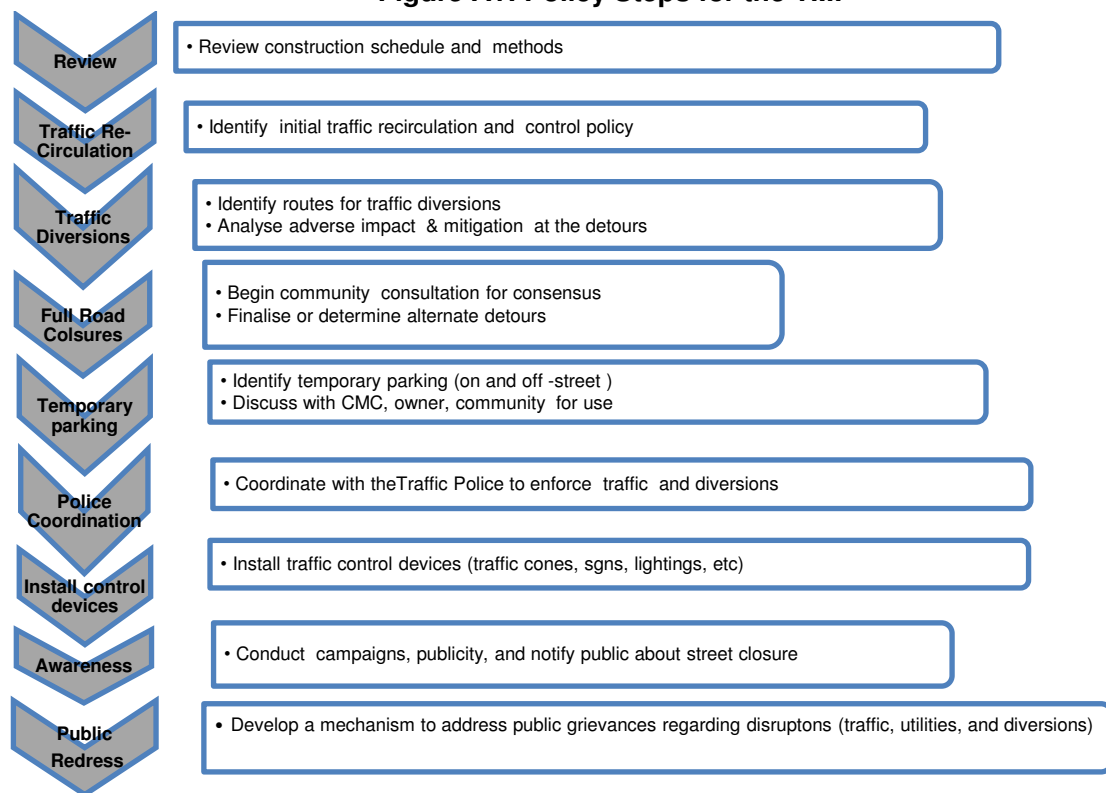 Review
• Review construction schedule and methods
Traffic Re-
Circulation
• Identify initial traffic recirculation and control policy
Traffic
Diversions
• Identify routes for traffic diversions
• Analyse adverse impact & mitigation at the detours
Full Road
Colsures
• Begin community consultation for consensus
• Finalise or determine alternate detours
Temporary
parking
• Identify temporary parking (on and off -street )
• Discuss with CMC, owner, community for use
Police
Coordination
• Coordinate with theTraffic Police to enforce traffic and diversions
Install control
devices
• Install traffic control devices (traffic cones, sgns, lightings, etc)
Awareness
• Conduct campaigns, publicity, and notify public about street closure
Public
Redress
• Develop a mechanism to address public grievances regarding disruptons (traffic, utilities, and diversions)